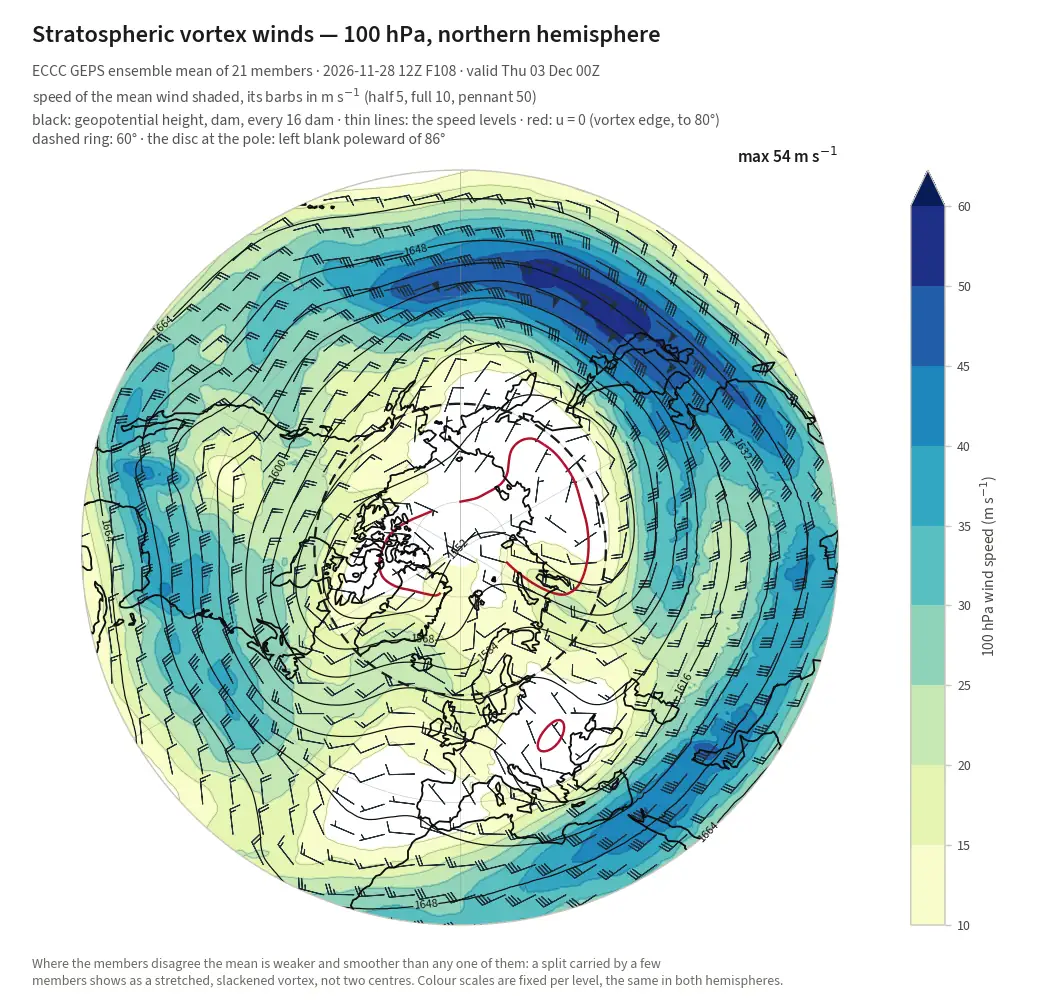 Stratospheric vortex winds — 100 hPa, northern hemisphere
ECCC GEPS ensemble mean of 21 members · 2026-11-28 12Z F108 · valid Thu 03 Dec 00Z
speed of the mean wind shaded, its barbs in m s⁻¹ (half 5, full 10, pennant 50)
black: geopotential height, dam, every 16 dam · thin lines: the speed levels · red: u = 0 (vortex edge, to 80°)
dashed ring: 60° · the disc at the pole: left blank poleward of 86°
max 54 m s⁻¹
1648
1664
1632
1600
1664
1552
1568
1584
1616
1664
1648
60
50
45
40
35
30
25
20
15
10
100 hPa wind speed (m s⁻¹)
Where the members disagree the mean is weaker and smoother than any one of them: a split carried by a few
members shows as a stretched, slackened vortex, not two centres. Colour scales are fixed per level, the same in both hemispheres.